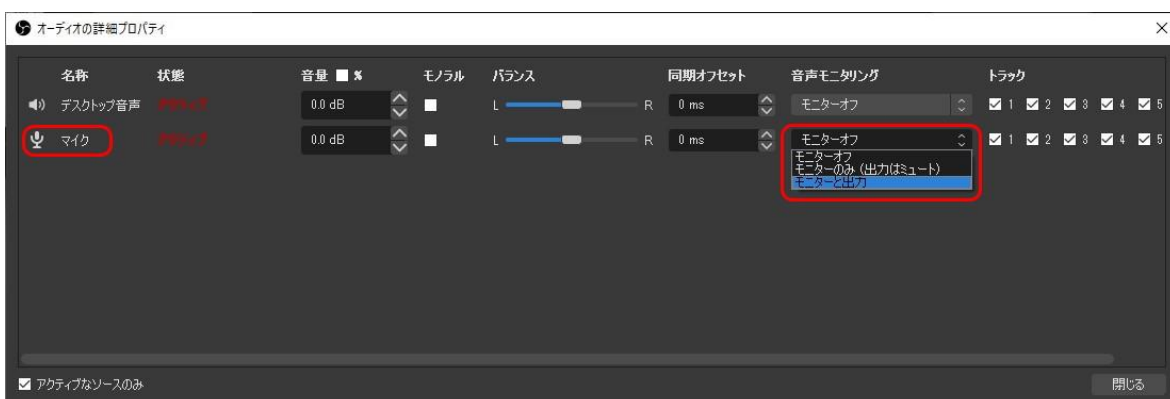 オーディオの詳細プロパティ
名称 状態 音量 % モノラル バランス 同期オフセット 音声モニタリング トラック
デスクトップ音声 0.0 dB L R 0 ms モニターオフ 1 2 3 4 5
マイク 0.0 dB L R 0 ms モニターオフ 1 2 3 4 5
モニターオフ
モニターのみ (出力はミュート)
モニターと出力
アクティブなソースのみ 閉じる